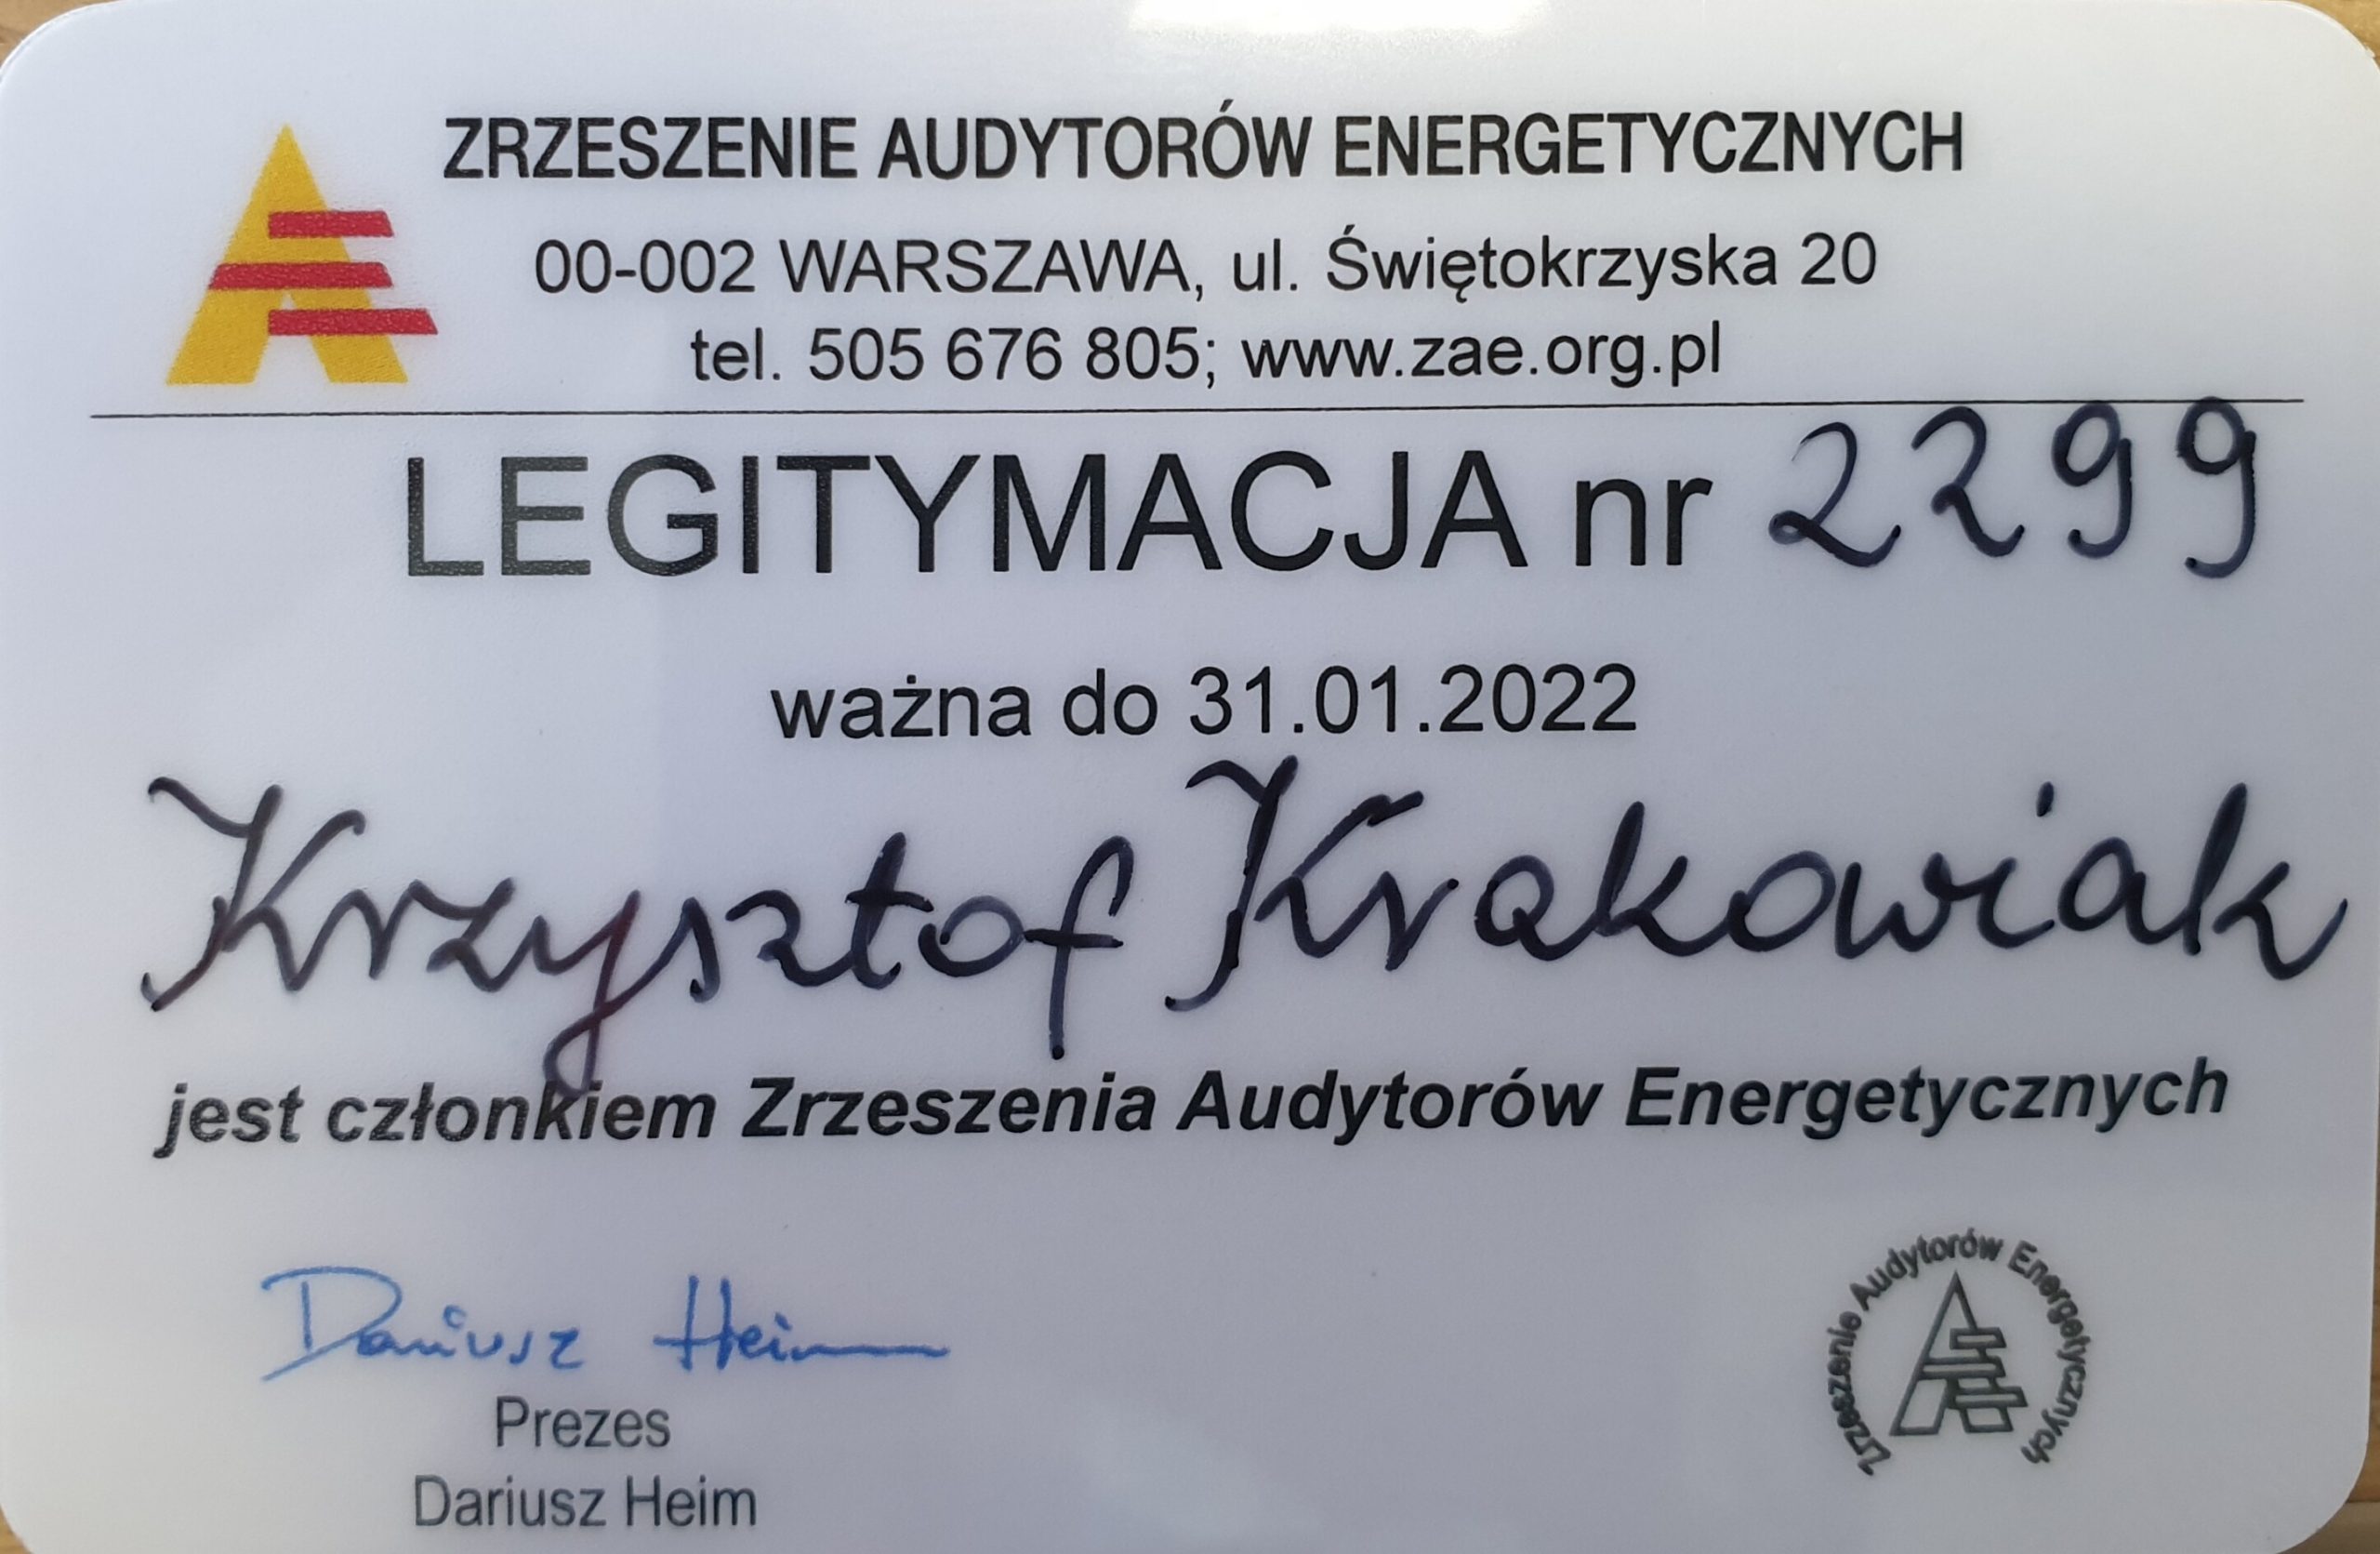 ZRZESZENIE AUDYTORÓW ENERGETYCZNYCH
00-002 WARSZAWA, ul. Świętokrzyska 20
tel. 505 676 805; www.zae.org.pl
LEGITYMACJA nr 2299
ważna do 31.01.2022
Krzysztof Krakowiak
jest członkiem Zrzeszenia Audytorów Energetycznych
Dariusz Heim
Prezes
Dariusz Heim
Zrzeszenie Audytorów Energetycznych